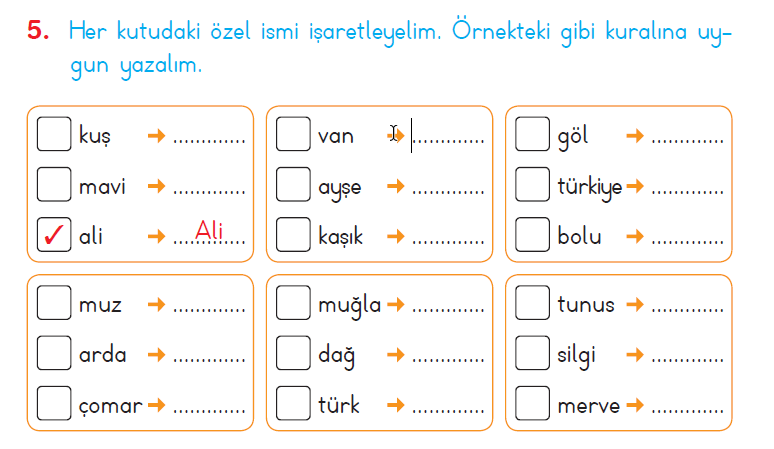 5. Her kutudaki özel ismi işaretleyelim. Örnekteki gibi kuralına uy-
gun yazalım.
kuş .............
mavi .............
ali ............. Ali
van .............
ayşe .............
kaşık .............
göl .............
türkiye .............
bolu .............
muz .............
arda .............
çomar .............
muğla .............
dağ .............
türk .............
tunus .............
silgi .............
merve .............